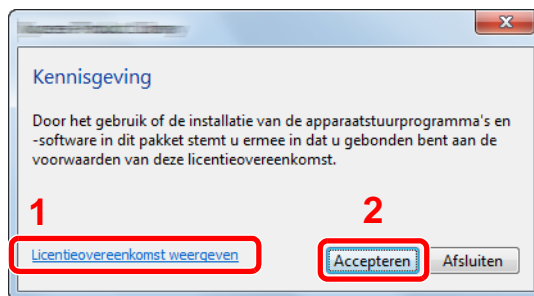 Kennisgeving
Door het gebruik of de installatie van de apparaatstuurprogramma's en
-software in dit pakket stemt u ermee in dat u gebonden bent aan de
voorwaarden van deze licentieovereenkomst.
1
2
Licentieovereenkomst weergeven
Accepteren
Afsluiten